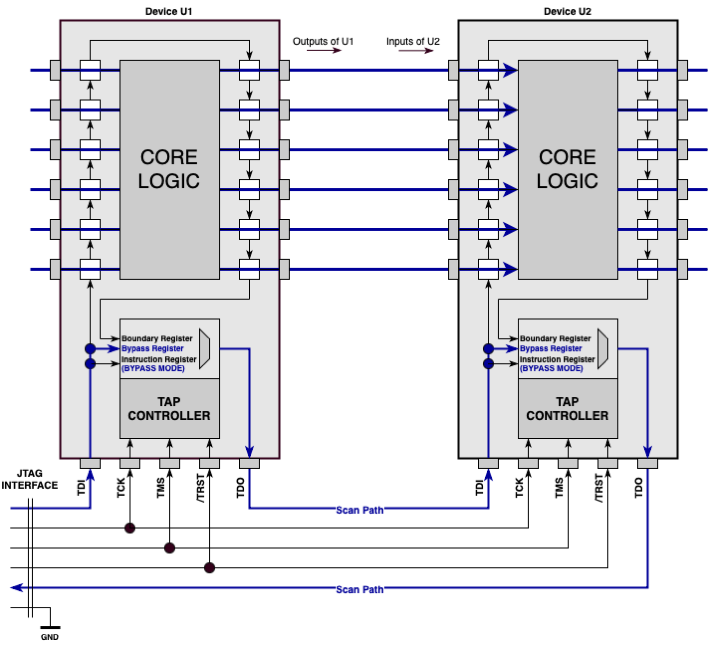 Device U1
Device U2
Outputs of U1
Inputs of U2
CORE
LOGIC
CORE
LOGIC
Boundary Register
Bypass Register
Instruction Register
(BYPASS MODE)
TAP
CONTROLLER
Boundary Register
Bypass Register
Instruction Register
(BYPASS MODE)
TAP
CONTROLLER
JTAG
INTERFACE
TDI
TCK
TMS
/TRST
TDO
TDI
TCK
TMS
/TRST
TDO
Scan Path
Scan Path
GND